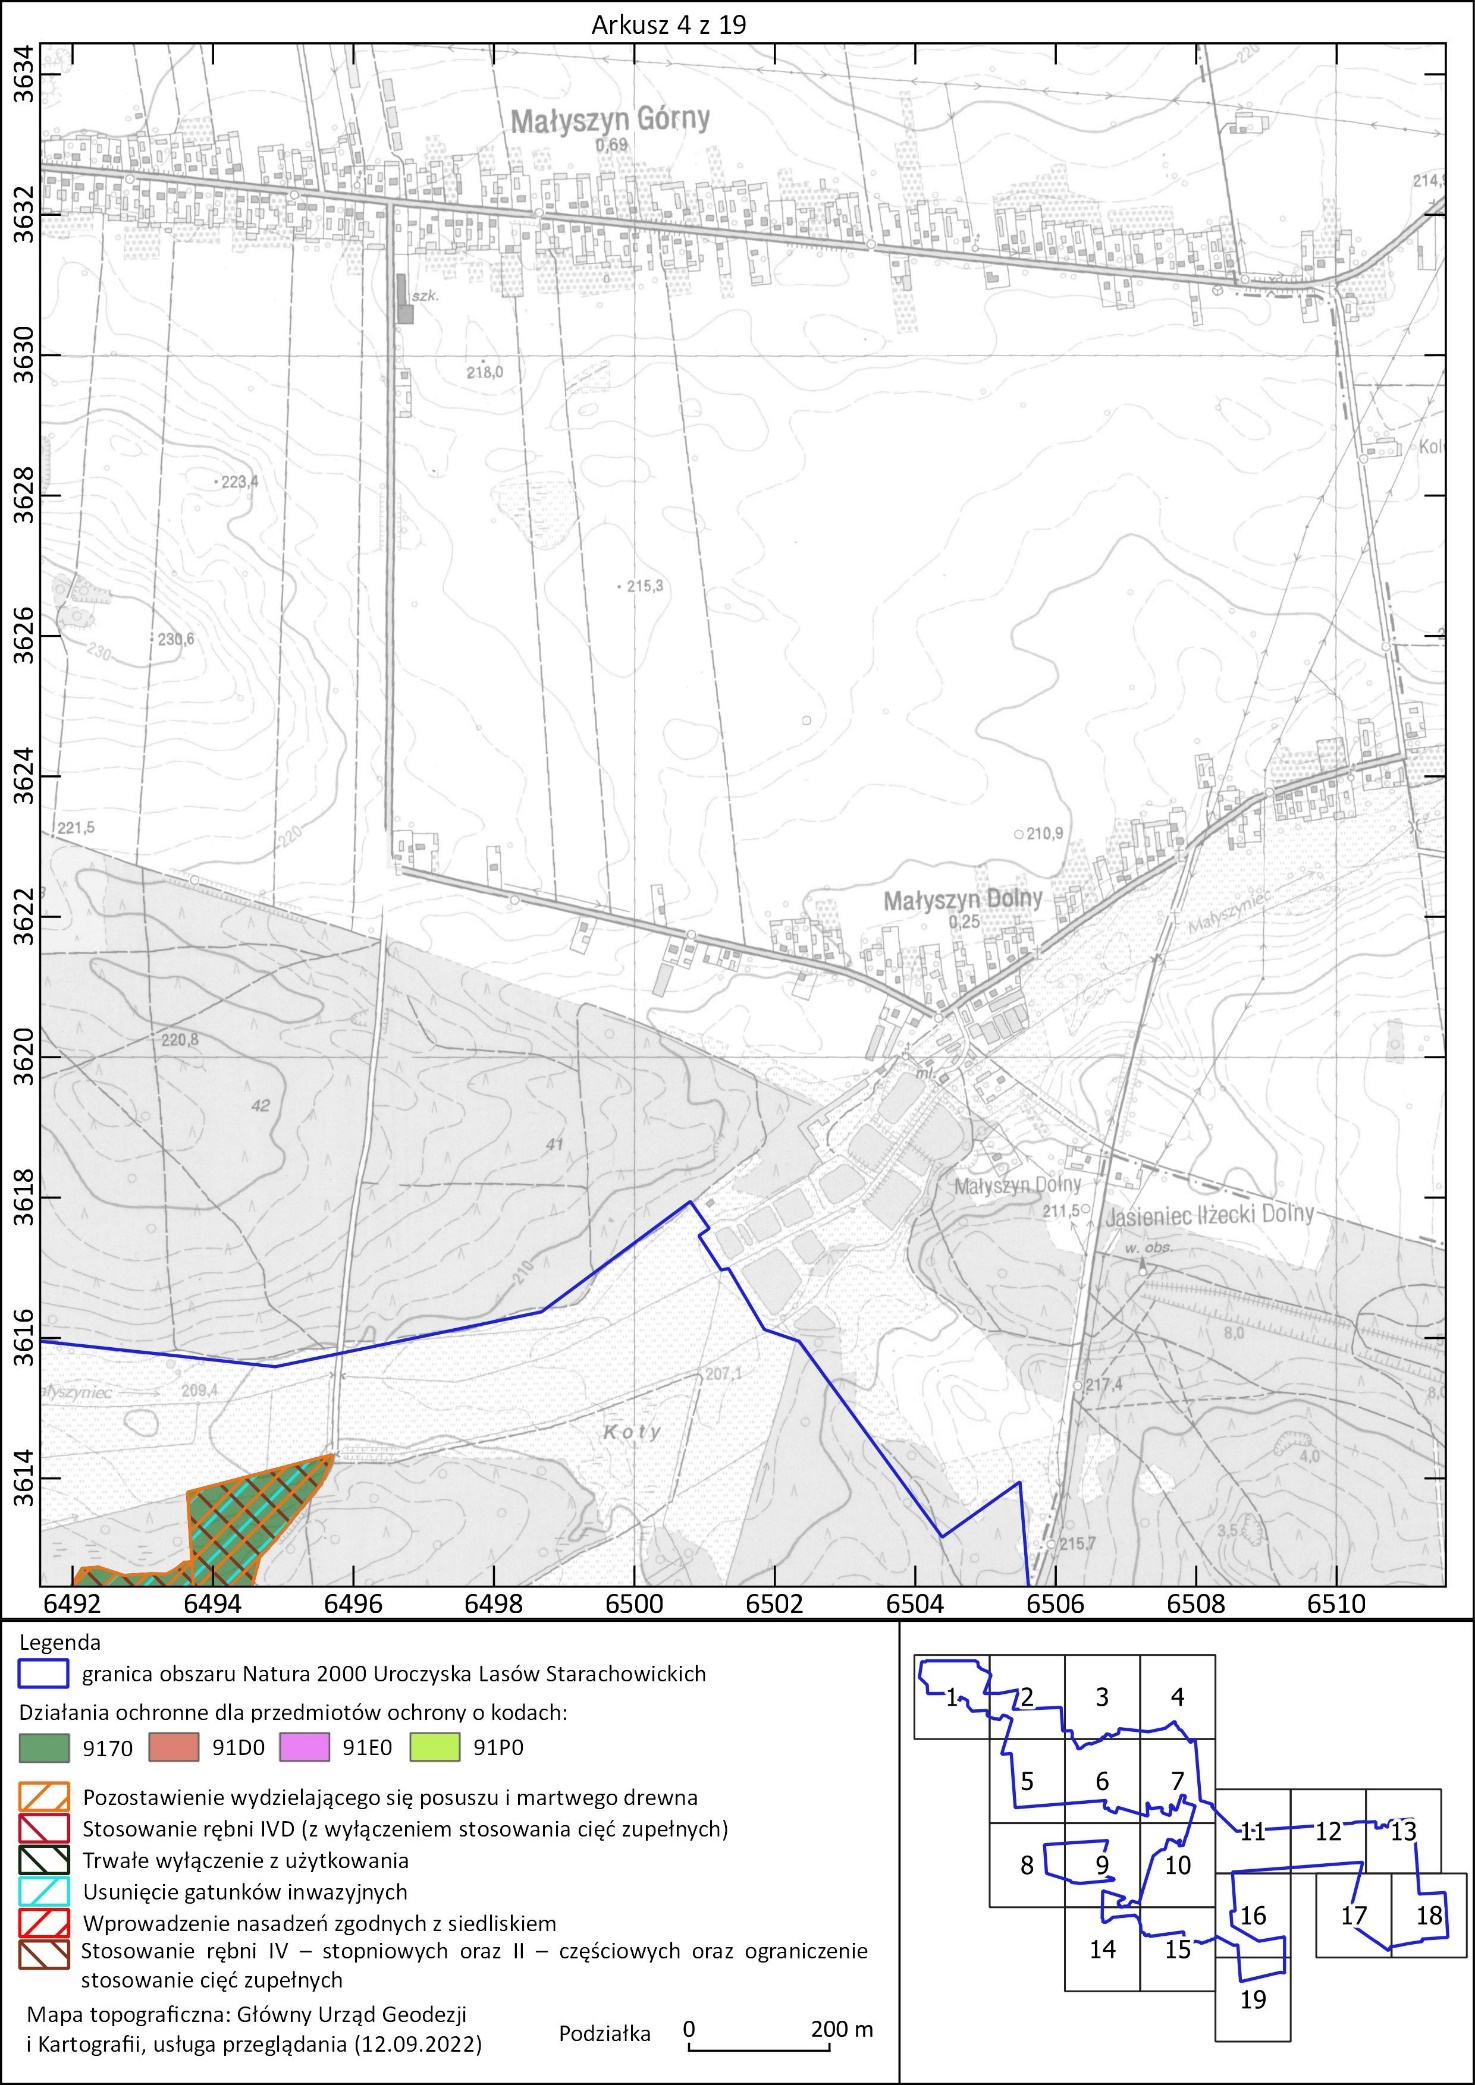 Arkusz 4 z 19
3634
Małyszyn Górny
0,69
220
214,9
3632
szk.
3630
218,0
Kol
3628
223,4
215,3
3626
230,6
230
3624
221,5
220
210,9
3622
Małyszyn Dolny
0,25
Małyszyniec
220,8
3620
mł.
42
41
3618
Małyszyn Dolny
211,5
Jasieniec Iłżecki Dolny
w. obs.
210
3616
8,0
207,1
209,4
217,4
8,0
Koty
3614
4,0
3,5
215,7
6492 6494 6496 6498 6500 6502 6504 6506 6508 6510
Legenda
granica obszaru Natura 2000 Uroczyska Lasów Starachowickich
Działania ochronne dla przedmiotów ochrony o kodach:
9170 91D0 91E0 91P0
Pozostawienie wydzielającego się posuszu i martwego drewna
Stosowanie rębni IVD (z wyłączeniem stosowania cięć zupełnych)
Trwałe wyłączenie z użytkowania
Usunięcie gatunków inwazyjnych
Wprowadzenie nasadzeń zgodnych z siedliskiem
Stosowanie rębni IV – stopniowych oraz II – częściowych oraz ograniczenie
stosowanie cięć zupełnych
Mapa topograficzna: Główny Urząd Geodezji
i Kartografii, usługa przeglądania (12.09.2022)
Podziałka 0 200 m
1 2 3 4
5 6 7
11 12 13
8 9 10
16 17 18
14 15
19